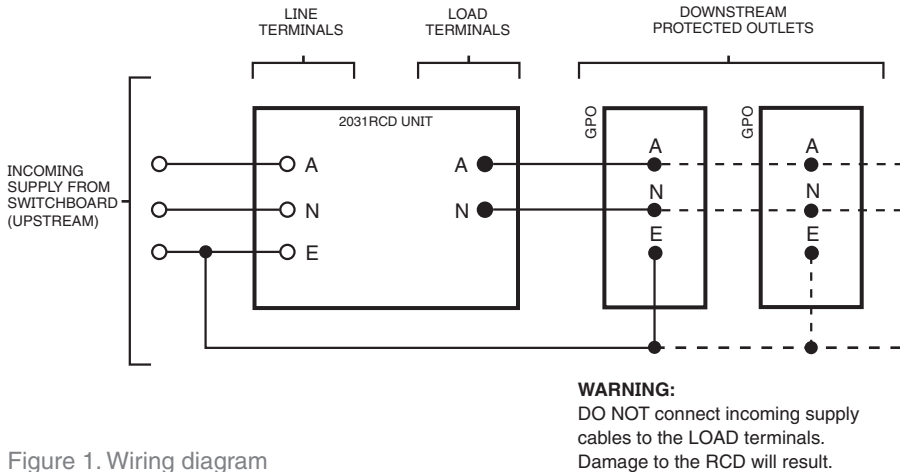 LINE
TERMINALS
LOAD
TERMINALS
DOWNSTREAM
PROTECTED OUTLETS
INCOMING
SUPPLY FROM
SWITCHBOARD
(UPSTREAM)
2031RCD UNIT
A
N
E
A
N
GPO
A
N
E
GPO
A
N
E
WARNING:
DO NOT connect incoming supply
cables to the LOAD terminals.
Damage to the RCD will result.
Figure 1. Wiring diagram